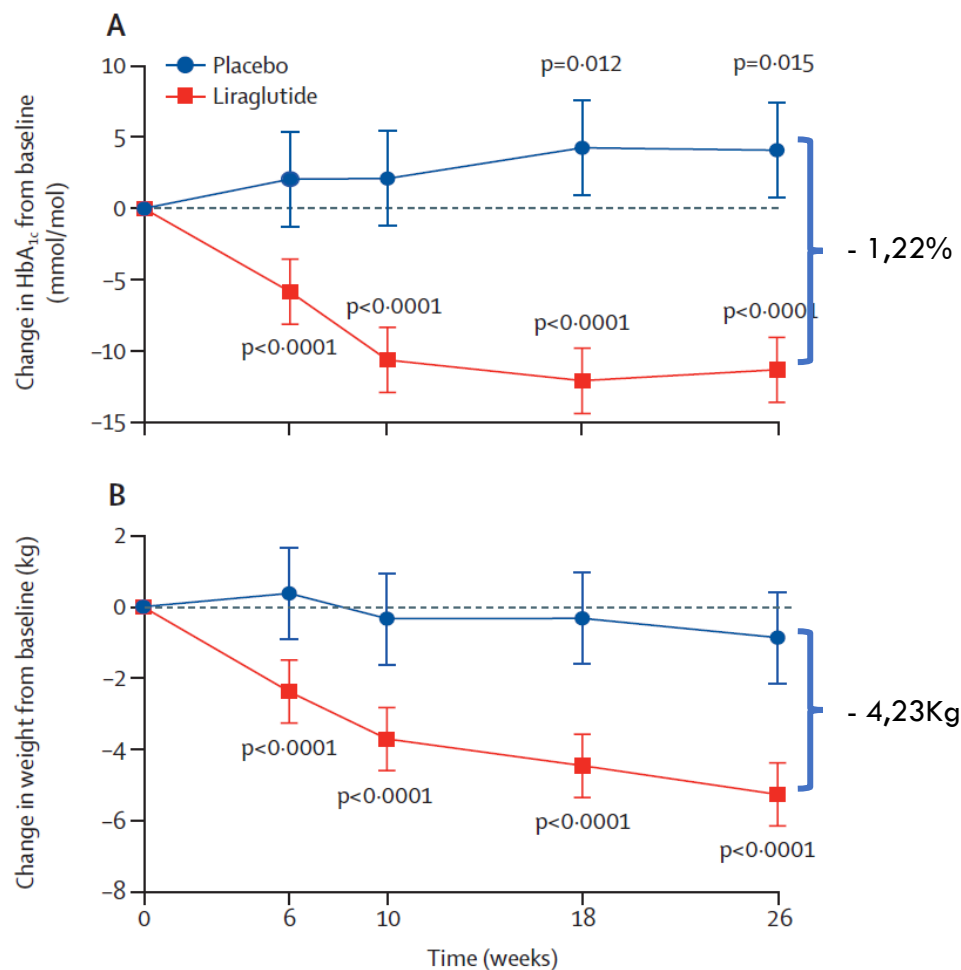 A
Placebo
Liraglutide
Change in HbA1c from baseline
(mmol/mol)
10
5
0
–5
–10
–15
p=0·012
p=0·015
p<0·0001
p<0·0001
p<0·0001
p<0·0001
- 1,22%
B
Change in weight from baseline (kg)
2
0
–2
–4
–6
–8
p<0·0001
p<0·0001
p<0·0001
p<0·0001
- 4,23Kg
0
6
10
18
26
Time (weeks)